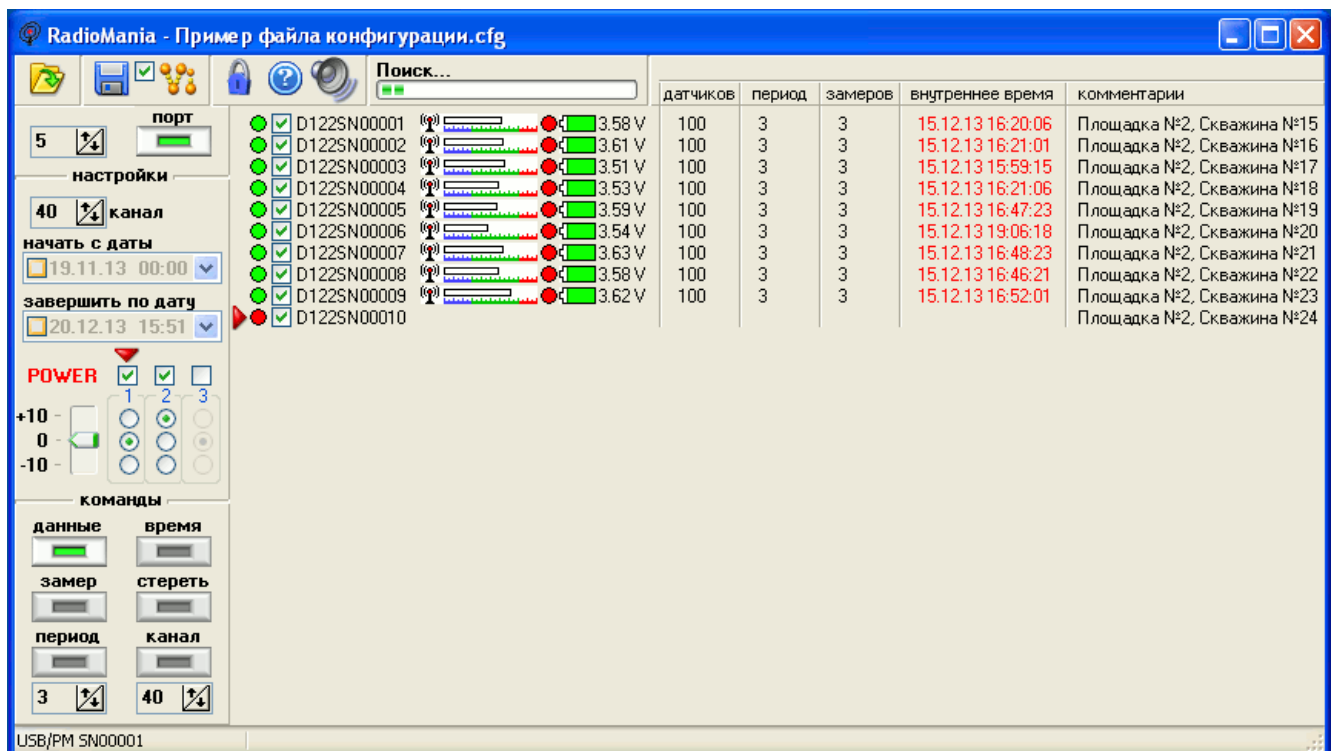 RadioMania - Пример файла конфигурации.cfg
Поиск...
датчиков период замеров внутреннее время комментарии
порт
5
настройки
40 канал
начать с даты
19.11.13 00:00
завершить по дату
20.12.13 15:51
POWER
1 2 3
+10
0
-10
команды
данные время
замер стереть
период канал
3 40
D122SN00001 3.58 V 100 3 3 15.12.13 16:20:06 Площадка №2, Скважина №15
D122SN00002 3.61 V 100 3 3 15.12.13 16:21:01 Площадка №2, Скважина №16
D122SN00003 3.51 V 100 3 3 15.12.13 15:59:15 Площадка №2, Скважина №17
D122SN00004 3.53 V 100 3 3 15.12.13 16:21:06 Площадка №2, Скважина №18
D122SN00005 3.59 V 100 3 3 15.12.13 16:47:23 Площадка №2, Скважина №19
D122SN00006 3.54 V 100 3 3 15.12.13 19:06:18 Площадка №2, Скважина №20
D122SN00007 3.63 V 100 3 3 15.12.13 16:48:23 Площадка №2, Скважина №21
D122SN00008 3.58 V 100 3 3 15.12.13 16:46:21 Площадка №2, Скважина №22
D122SN00009 3.62 V 100 3 3 15.12.13 16:52:01 Площадка №2, Скважина №23
D122SN00010 Площадка №2, Скважина №24
USB/PM SN00001